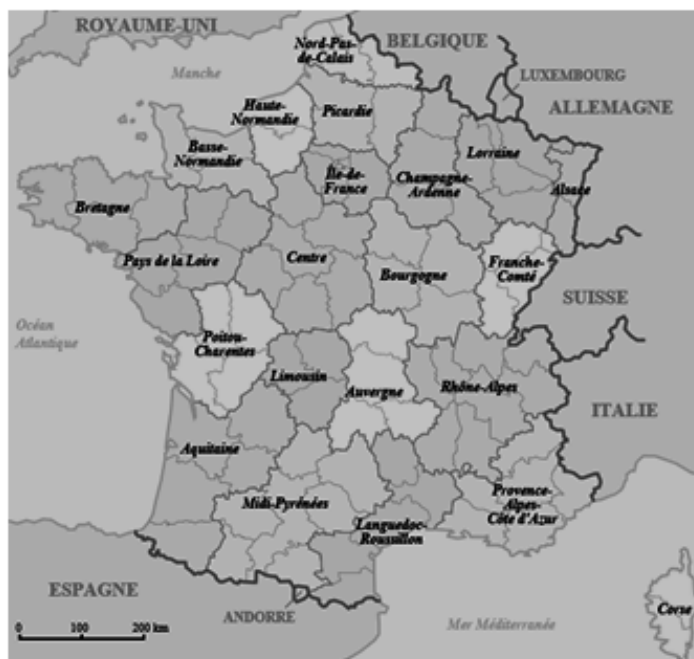 ROYAUME-UNI
Nord-Pas-
de-Calais
BELGIQUE
Manche
LUXEMBOURG
ALLEMAGNE
Haute-
Normandie
Picardie
Basse-
Normandie
Lorraine
Île-de-
France
Champagne-
Ardenne
Alsace
Bretagne
Pays de la Loire
Centre
Bourgogne
Franche-
Comté
SUISSE
Océan
Atlantique
Poitou-
Charentes
Limousin
Auvergne
Rhône-Alpes
ITALIE
Aquitaine
Midi-Pyrénées
Languedoc-
Roussillon
Provence-
Alpes-
Côte d'Azur
ESPAGNE
ANDORRE
Mer Méditerranée
Corse
0 100 200 km